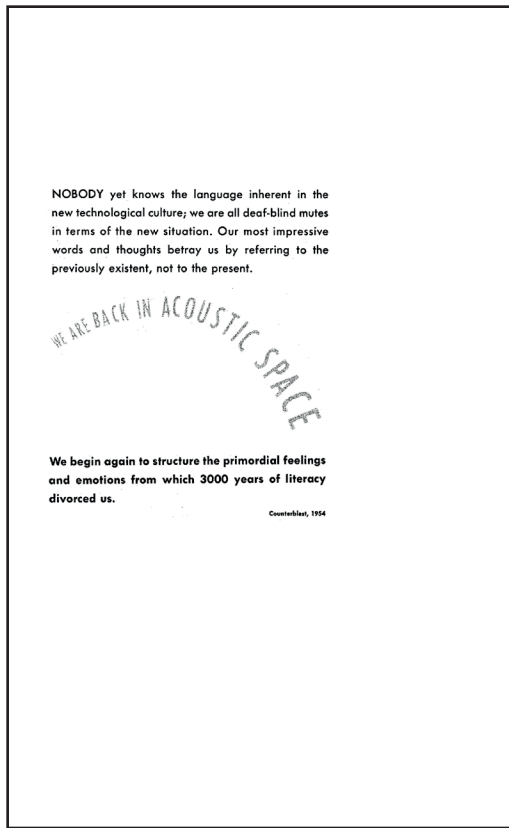 NOBODY yet knows the language inherent in the
new technological culture; we are all deaf-blind mutes
in terms of the new situation. Our most impressive
words and thoughts betray us by referring to the
previously existent, not to the present.
WE ARE BACK IN ACOUSTIC SPACE
We begin again to structure the primordial feelings
and emotions from which 3000 years of literacy
divorced us.
Counterblast, 1954